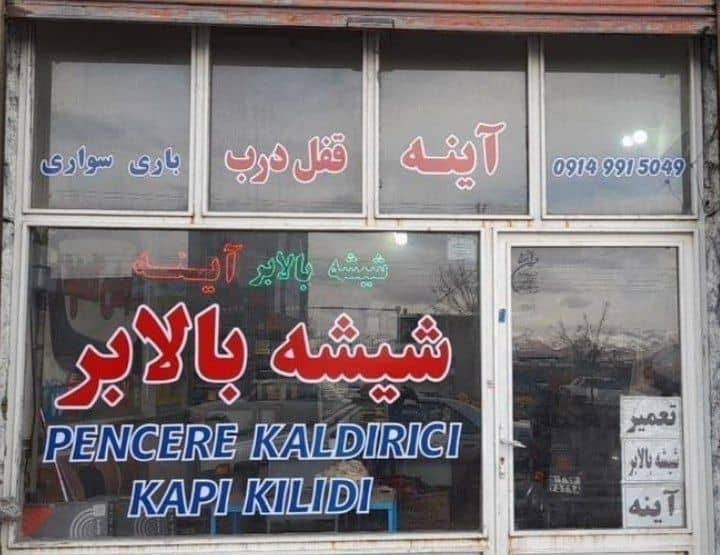 آینه
قفل درب
باری سواری
0914 991 5049
شیشه بالابر آینه
شیشه بالابر
PENCERE KALDIRICI
KAPI KILIDI
تعمیر
شیشه بالابر
آینه